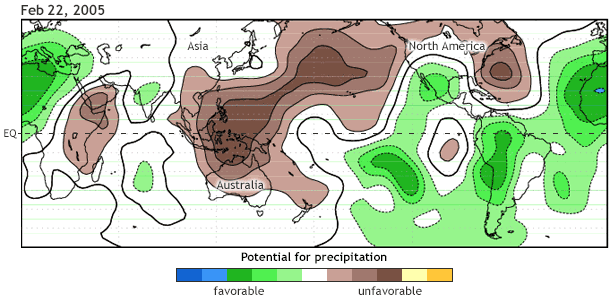 Feb 22, 2005
Asia
North America
EQ
Australia
Potential for precipitation
favorable unfavorable